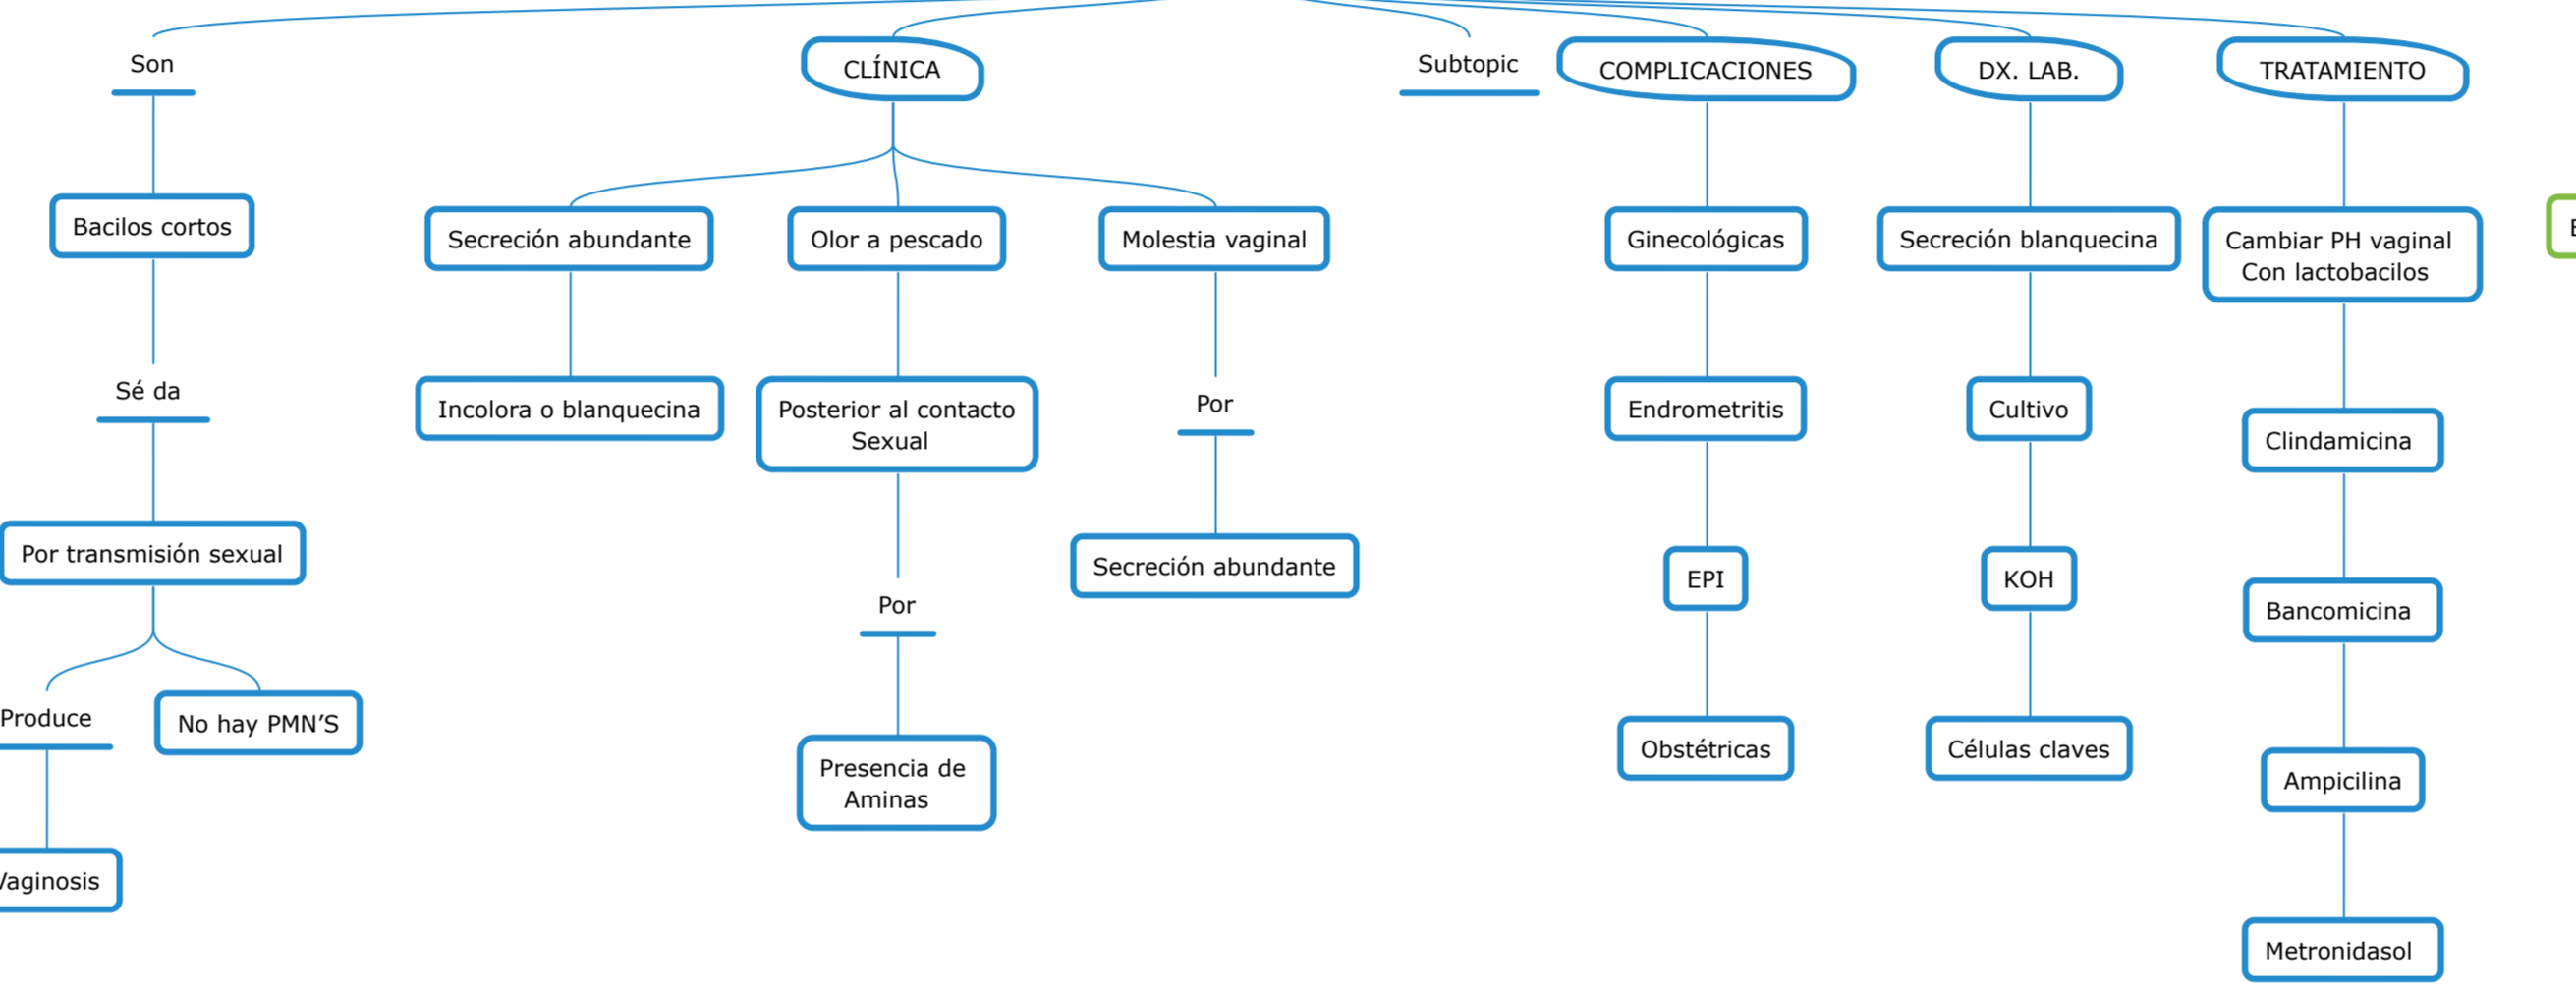 Son
CLÍNICA
Subtopic
COMPLICACIONES
DX. LAB.
TRATAMIENTO
Bacilos cortos
Secreción abundante
Olor a pescado
Molestia vaginal
Ginecológicas
Secreción blanquecina
Cambiar PH vaginal
Con lactobacilos
Sé da
Incolora o blanquecina
Posterior al contacto
Sexual
Por
Endrometritis
Cultivo
Clindamicina
Por transmisión sexual
Por
Secreción abundante
EPI
KOH
Bancomicina
Produce
No hay PMN’S
Presencia de
Aminas
Obstétricas
Células claves
Ampicilina
Vaginosis
Metronidasol